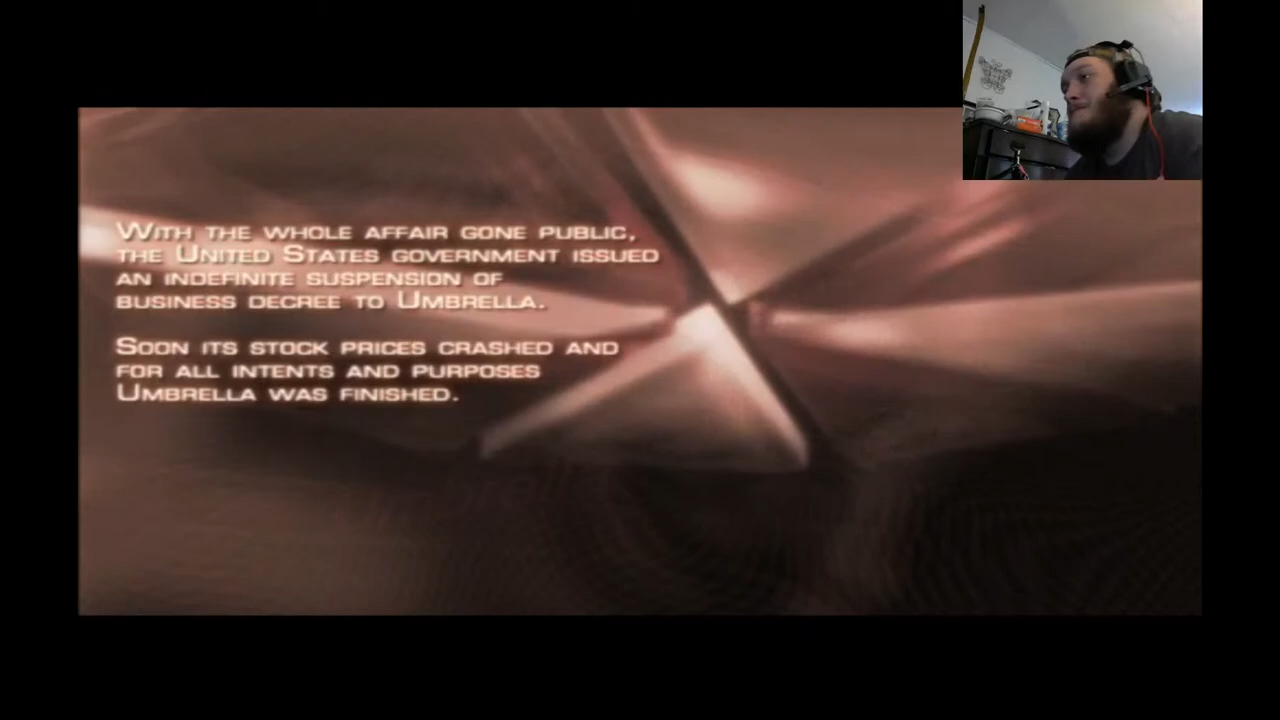 With the whole affair gone public,
the United States government issued
an indefinite suspension of
business decree to Umbrella.
Soon its stock prices crashed and
for all intents and purposes
Umbrella was finished.